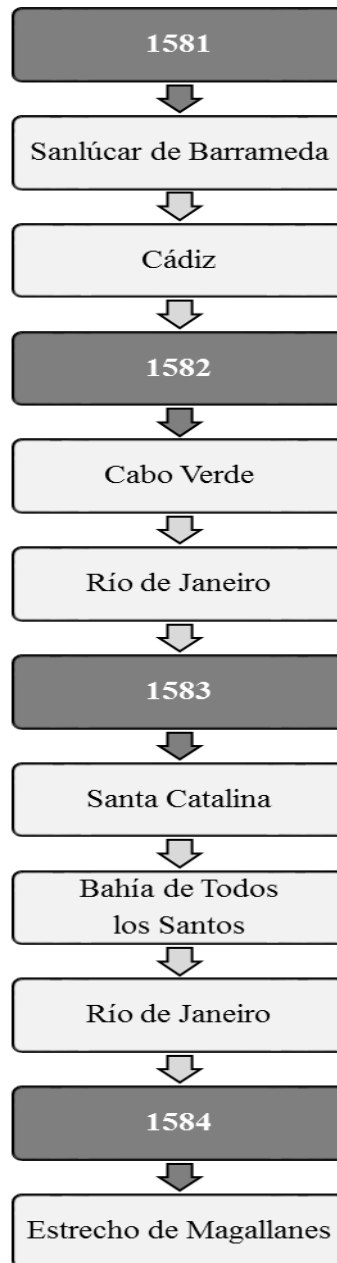 1581
Sanlúcar de Barrameda
Cádiz
1582
Cabo Verde
Río de Janeiro
1583
Santa Catalina
Bahía de Todos
los Santos
Río de Janeiro
1584
Estrecho de Magallanes